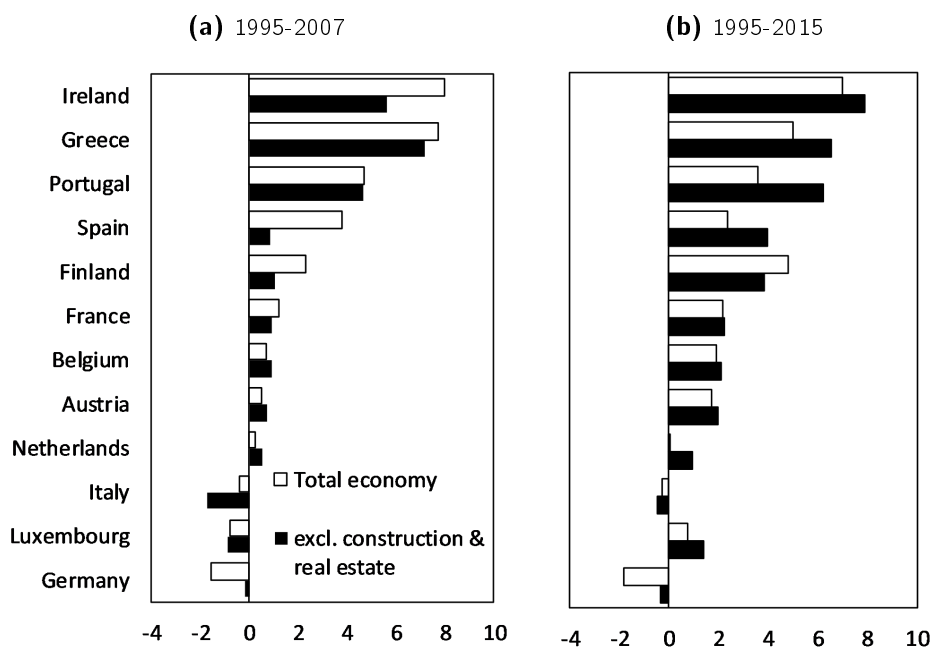 (a) 1995-2007
(b) 1995-2015
Ireland
Greece
Portugal
Spain
Finland
France
Belgium
Austria
Netherlands
Italy
Luxembourg
Germany
Total economy
excl. construction &
real estate
-4 -2 0 2 4 6 8 10
-4 -2 0 2 4 6 8 10